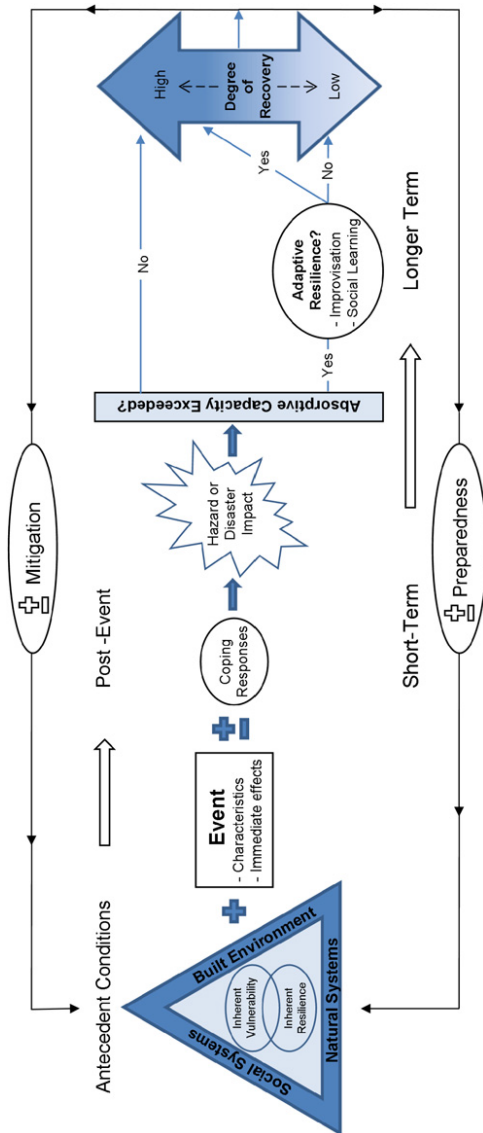 Mitigation
Antecedent Conditions
Post -Event
Social Systems
Built Environment
Natural Systems
Inherent
Vulnerability
Inherent
Resilience
Event
- Characteristics
- Immediate effects
Coping
Responses
Hazard or
Disaster
Impact
Absorptive Capacity Exceeded?
No
Yes
Adaptive
Resilience?
- Improvisation
- Social Learning
Yes
No
High
Degree
of
Recovery
Low
Short-Term
Longer Term
Preparedness